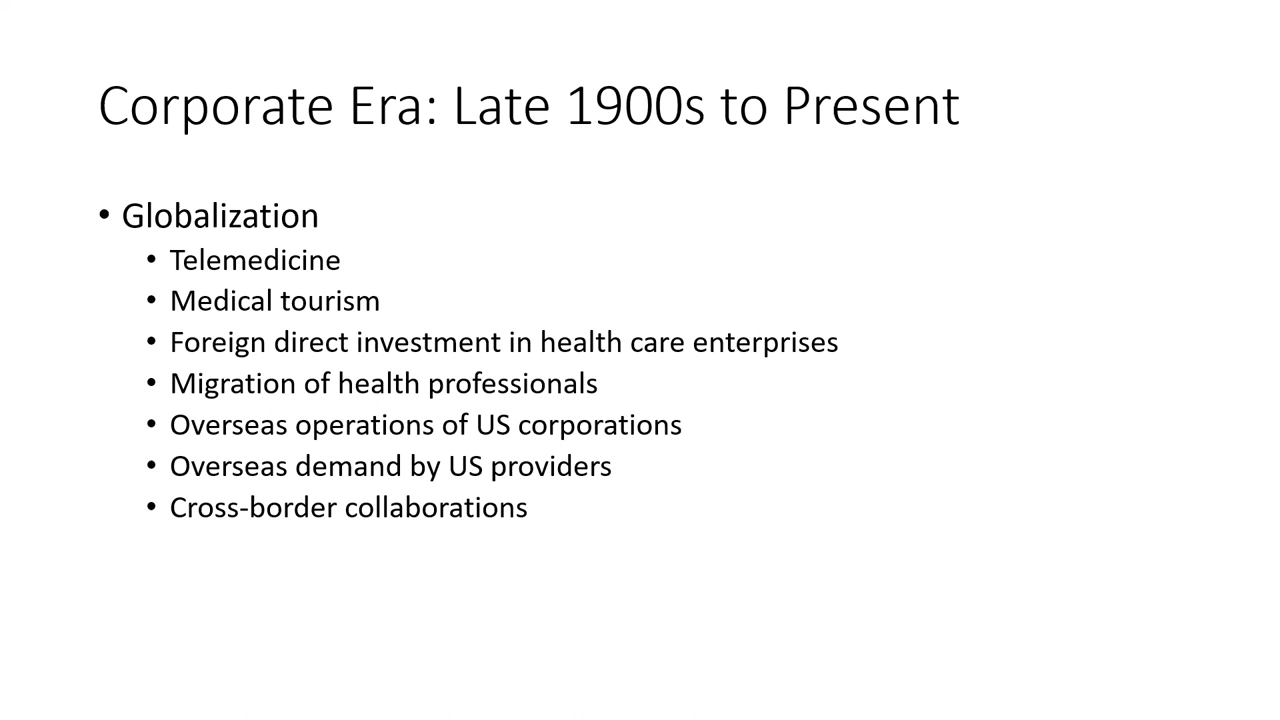 Corporate Era: Late 1900s to Present
• Globalization
• Telemedicine
• Medical tourism
• Foreign direct investment in health care enterprises
• Migration of health professionals
• Overseas operations of US corporations
• Overseas demand by US providers
• Cross-border collaborations